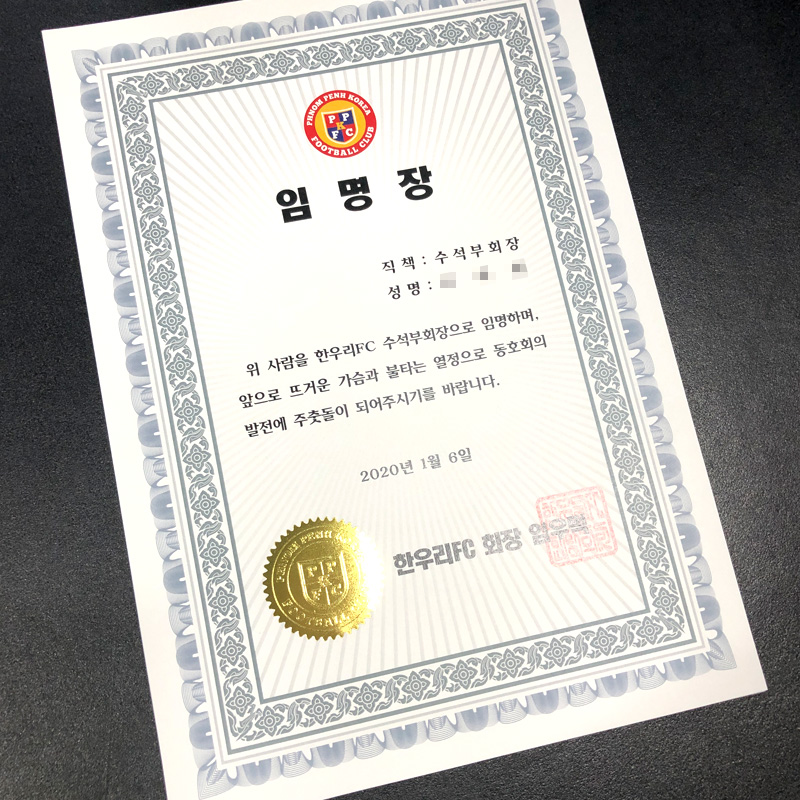 PHNOM PENH KOREA
P P
K
F C
FOOTBALL CLUB
임 명 장
직 책 : 수석부회장
성 명 :
위 사람을 한우리FC 수석부회장으로 임명하며,
앞으로 뜨거운 가슴과 불타는 열정으로 동호회의
발전에 주춧돌이 되어주시기를 바랍니다.
2020년 1월 6일
한우리FC 회장
PHNOM PENH
P P
K
F C
FOOTBALL